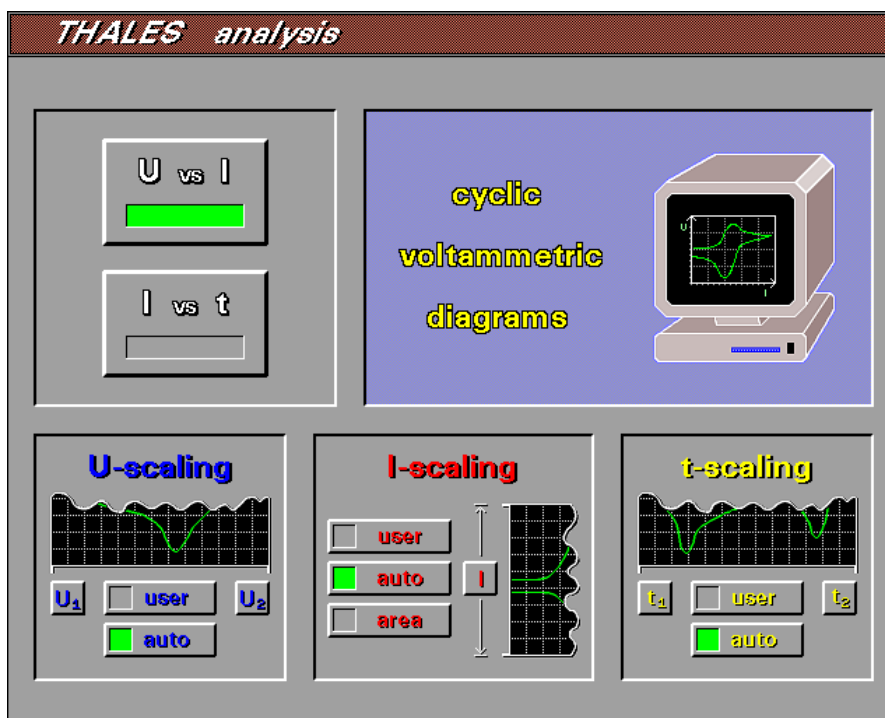 THALES analysis
U vs I
I vs t
cyclic
voltammetric
diagrams
U
I
U-scaling
U1 user U2
auto
I-scaling
user
auto I
area
t-scaling
t1 user t2
auto